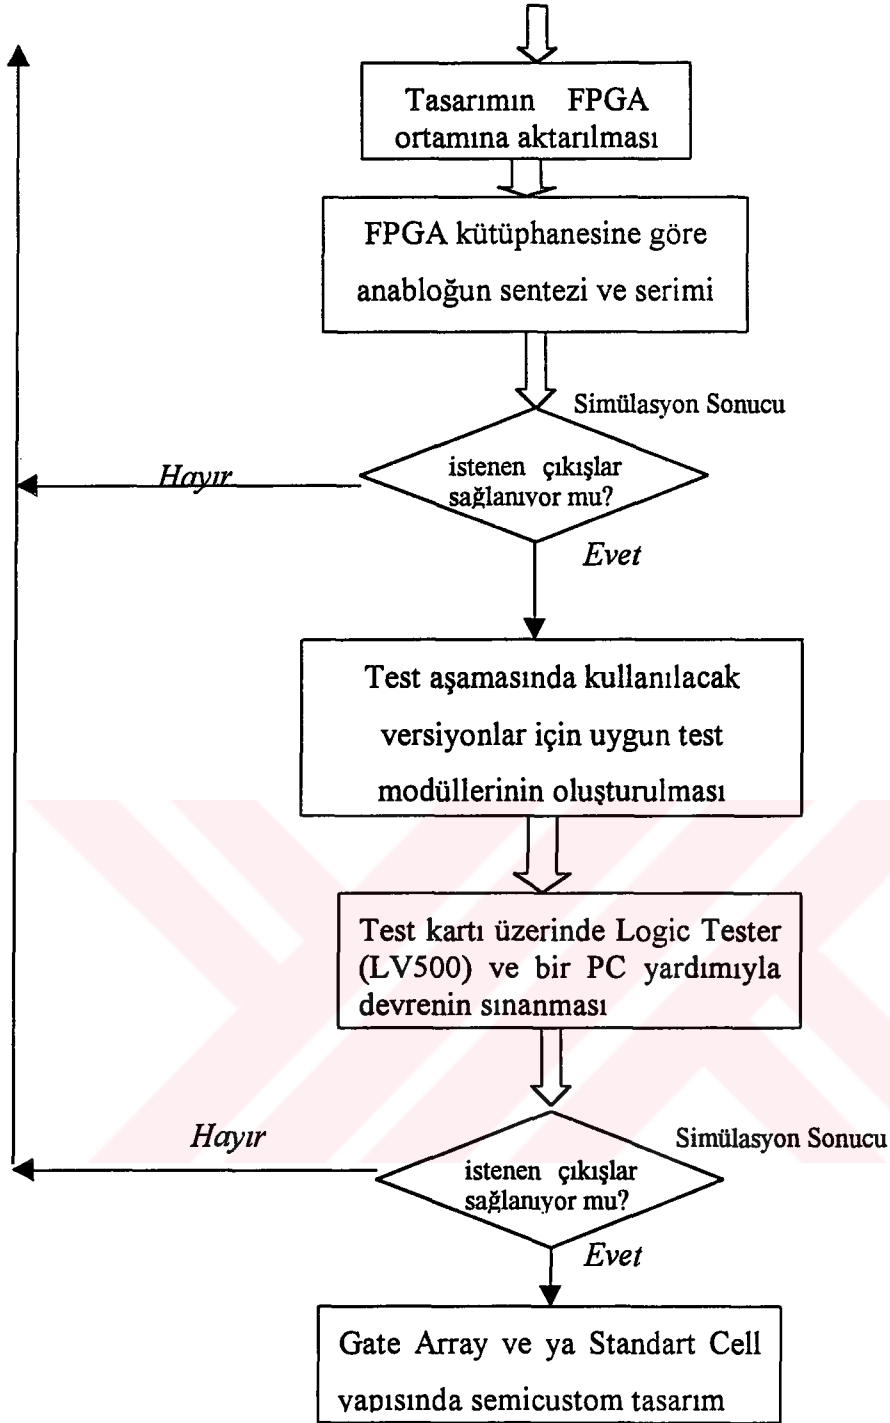 Tasarımın FPGA
ortamına aktarılması
FPGA kütüphanesine göre
anabloğun sentezi ve serimi
Simülasyon Sonucu
istenen çıkışlar
sağlanıyor mu?
Hayır
Evet
Test aşamasında kullanılacak
versiyonlar için uygun test
modüllerinin oluşturulması
Test kartı üzerinde Logic Tester
(LV500) ve bir PC yardımıyla
devrenin sınanması
Hayır
Simülasyon Sonucu
istenen çıkışlar
sağlanıyor mu?
Evet
Gate Array ve ya Standart Cell
yapısında semicustom tasarım